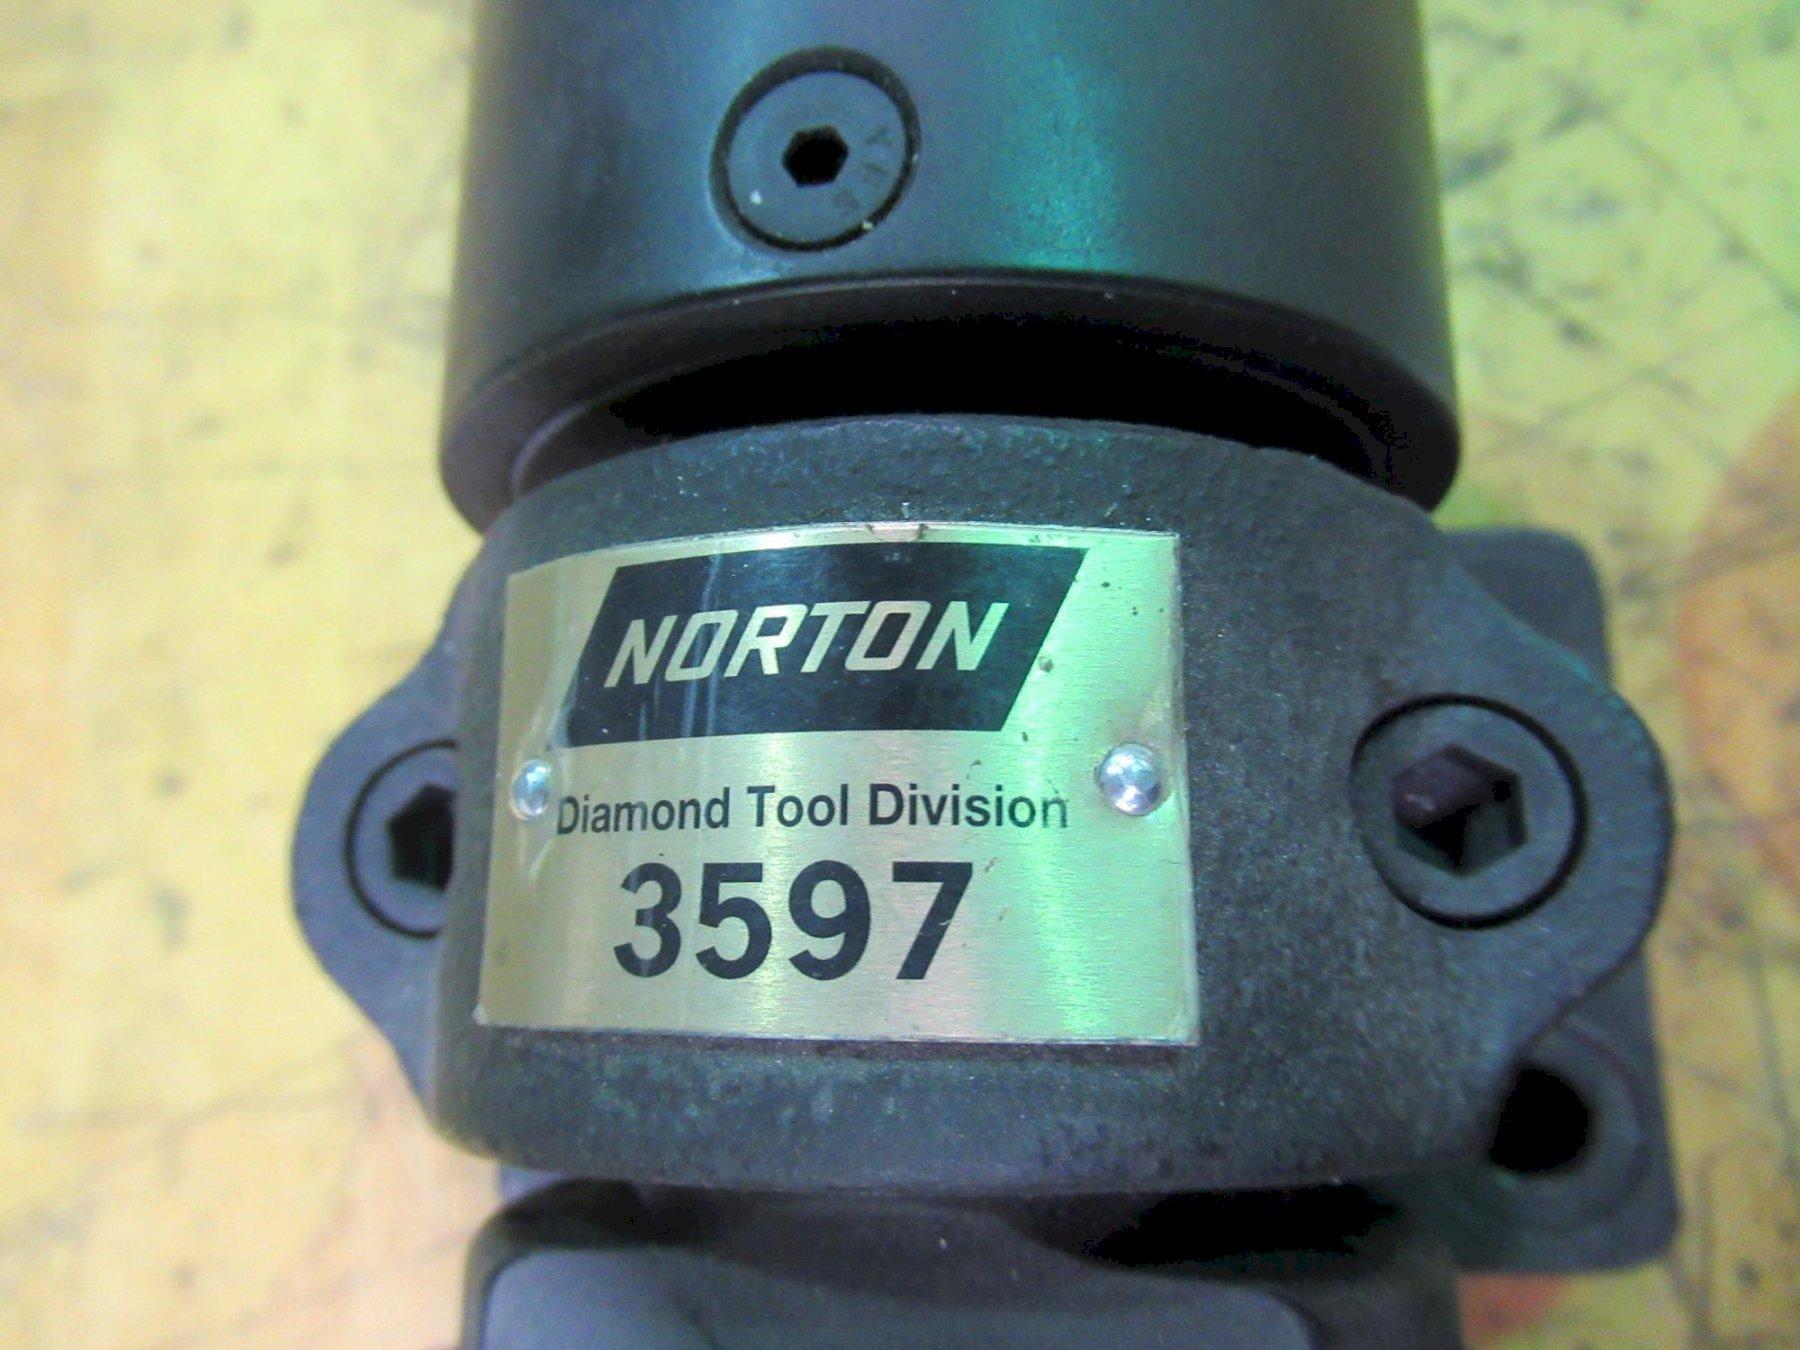 NORTON
Diamond Tool Division
3597